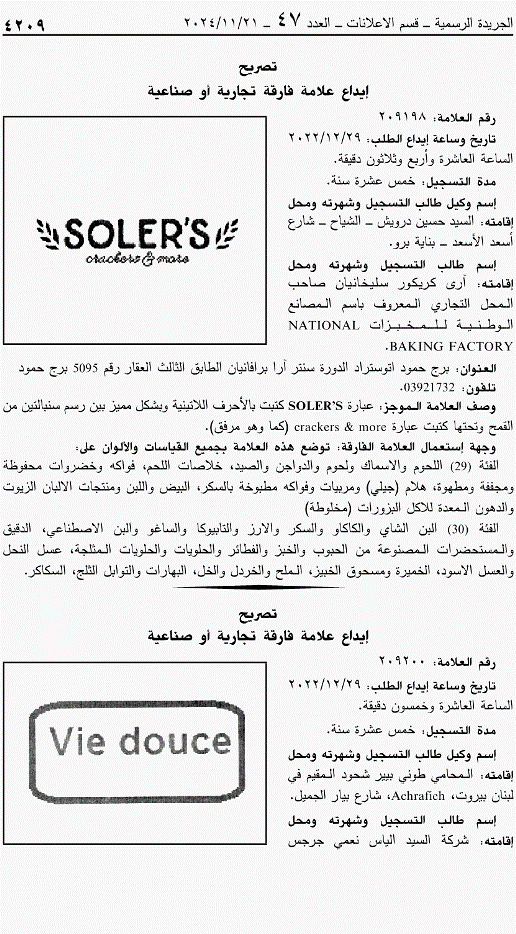 الجريدة الرسمية ــ قسم الاعلانات ــ العدد ٤٧ ــ ٢٠٢٤/١١/٢١
٤٢٠٩
تصريح
إيداع علامة فارقة تجارية أو صناعية
رقم العلامة: ٢٠٩١٩٨
تاريخ وساعة إيداع الطلب: ٢٠٢٢/١٢/٢٩
الساعة العاشرة وأربع وثلاثون دقيقة.
مدة التسجيل: خمس عشرة سنة.
إسم وكيل طالب التسجيل وشهرته ومحل
إقامته: السيد حسين درويش ــ الشياح ــ شارع
أسعد الأسعد ــ بناية برو.
إسم طالب التسجيل وشهرته ومحل
إقامته: آرى كريكور سليخانيان صاحب
المحل التجاري المعروف باسم المصانع
الوطنية للمخبزات NATIONAL
BAKING FACTORY.
SOLER'S
crackers & more
العنوان: برج حمود اتوستراد الدورة سنتر آرا برافانيان الطابق الثالث العقار رقم 5095 برج حمود
تلفون: 03921732.
وصف العلامة الموجز: عبارة SOLER'S كتبت بالأحرف اللاتينية وبشكل مميز بين رسم سنبالتين من
القمح وتحتها كتبت عبارة crackers & more (كما وهو مرفق).
وجهة إستعمال العلامة الفارقة: توضع هذه العلامة بجميع القياسات والألوان على:
الفئة (29) اللحوم والاسماك ولحوم والدواجن والصيد، خلاصات اللحم، فواكه وخضروات محفوظة
ومجففة ومطهوة، هلام (جيلي) ومربيات وفواكه مطبوخة بالسكر، البيض واللبن ومنتجات الالبان الزيوت
والدهون المعدة للاكل البزورات (مخلوطة)
الفئة (30) البن الشاي والكاكاو والسكر والارز والتابيوكا والساغو والبن الاصطناعي، الدقيق
والمستحضرات المصنوعة من الحبوب والخبز والفطائر والحلويات والحلويات المثلجة، عسل النحل
والعسل الاسود، الخميرة ومسحوق الخبيز، الملح والخردل والخل، البهارات والتوابل الثلج، السكاكر.
تصريح
إيداع علامة فارقة تجارية أو صناعية
رقم العلامة: ٢٠٩٢٠٠
تاريخ وساعة إيداع الطلب: ٢٠٢٢/١٢/٢٩
الساعة العاشرة وخمسون دقيقة.
مدة التسجيل: خمس عشرة سنة.
إسم وكيل طالب التسجيل وشهرته ومحل
إقامته: المحامي طوني بيير شحود المقيم في
لبنان بيروت، Achrafieh، شارع بيار الجميل.
إسم طالب التسجيل وشهرته ومحل
إقامته: شركة السيد الياس نعمي جرجس
Vie douce